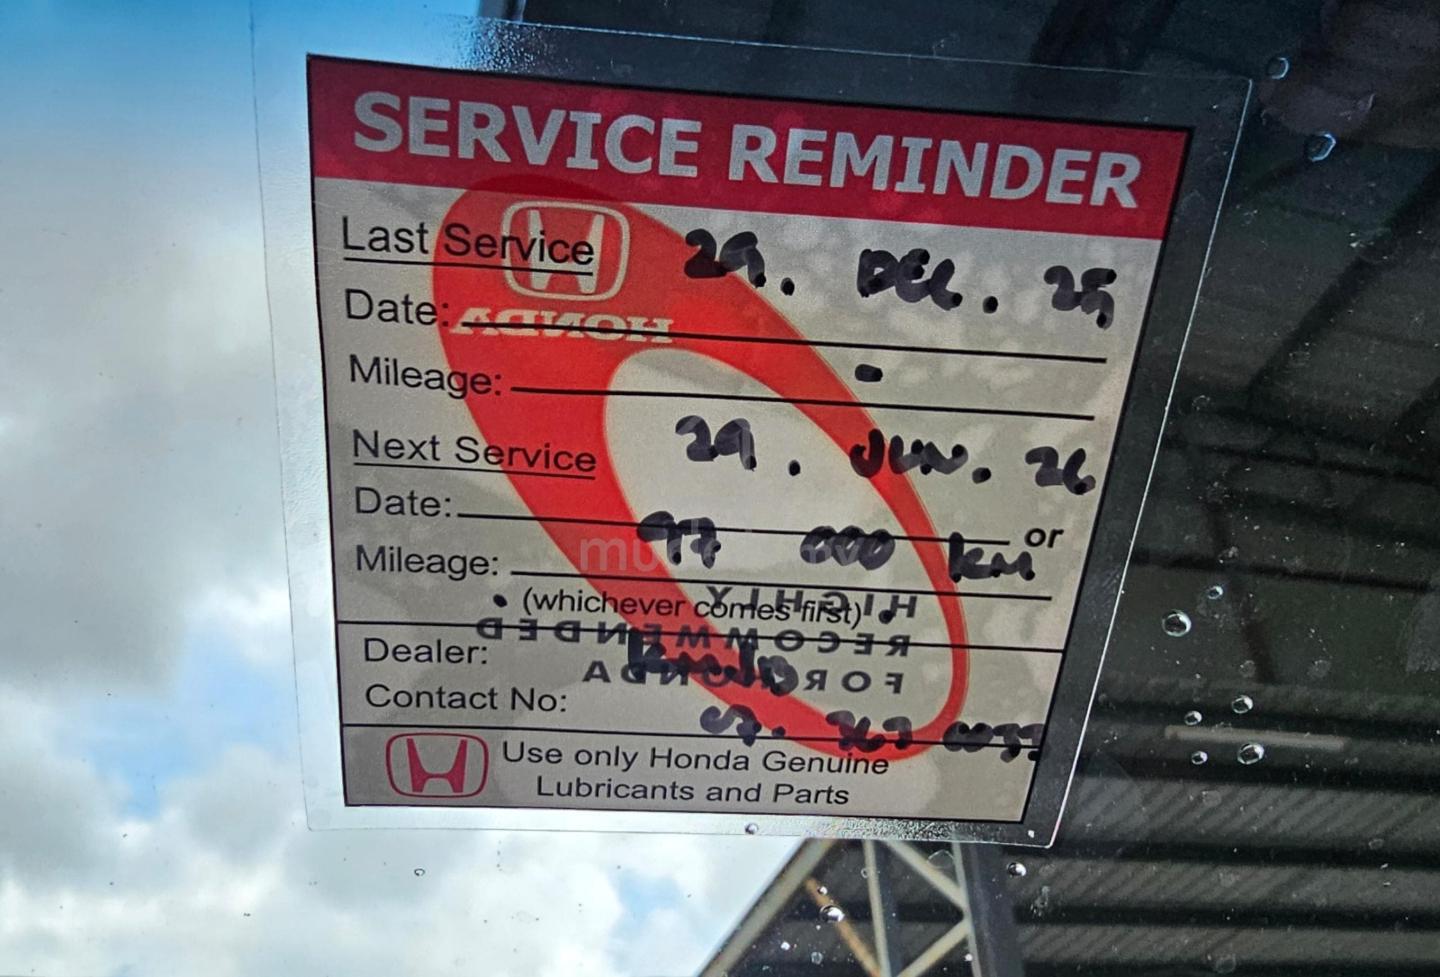 SERVICE REMINDER
Last Service 29. DEC. 25
Date:
HONDA
Mileage: -
Next Service 29. JUN. 26
Date: or
Mileage: 97 000 km
• (whichever comes first)
HIGHLY
RECOMMENDED
FOR HONDA
Dealer:
Contact No:
Use only Honda Genuine
Lubricants and Parts